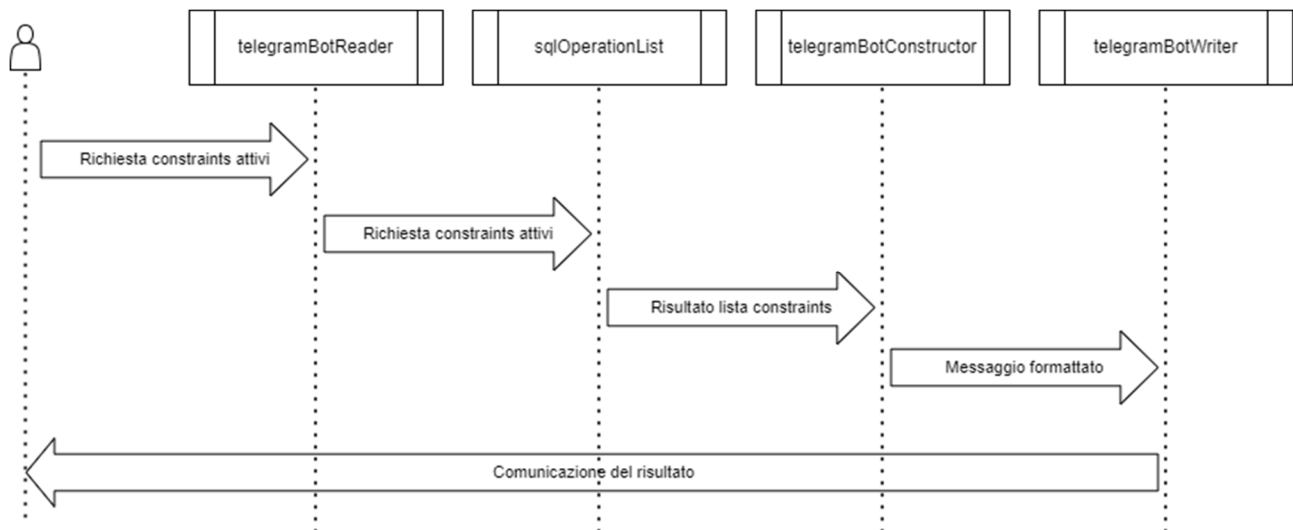 telegramBotReader
sqlOperationList
telegramBotConstructor
telegramBotWriter
Richiesta constraints attivi
Richiesta constraints attivi
Risultato lista constraints
Messaggio formattato
Comunicazione del risultato